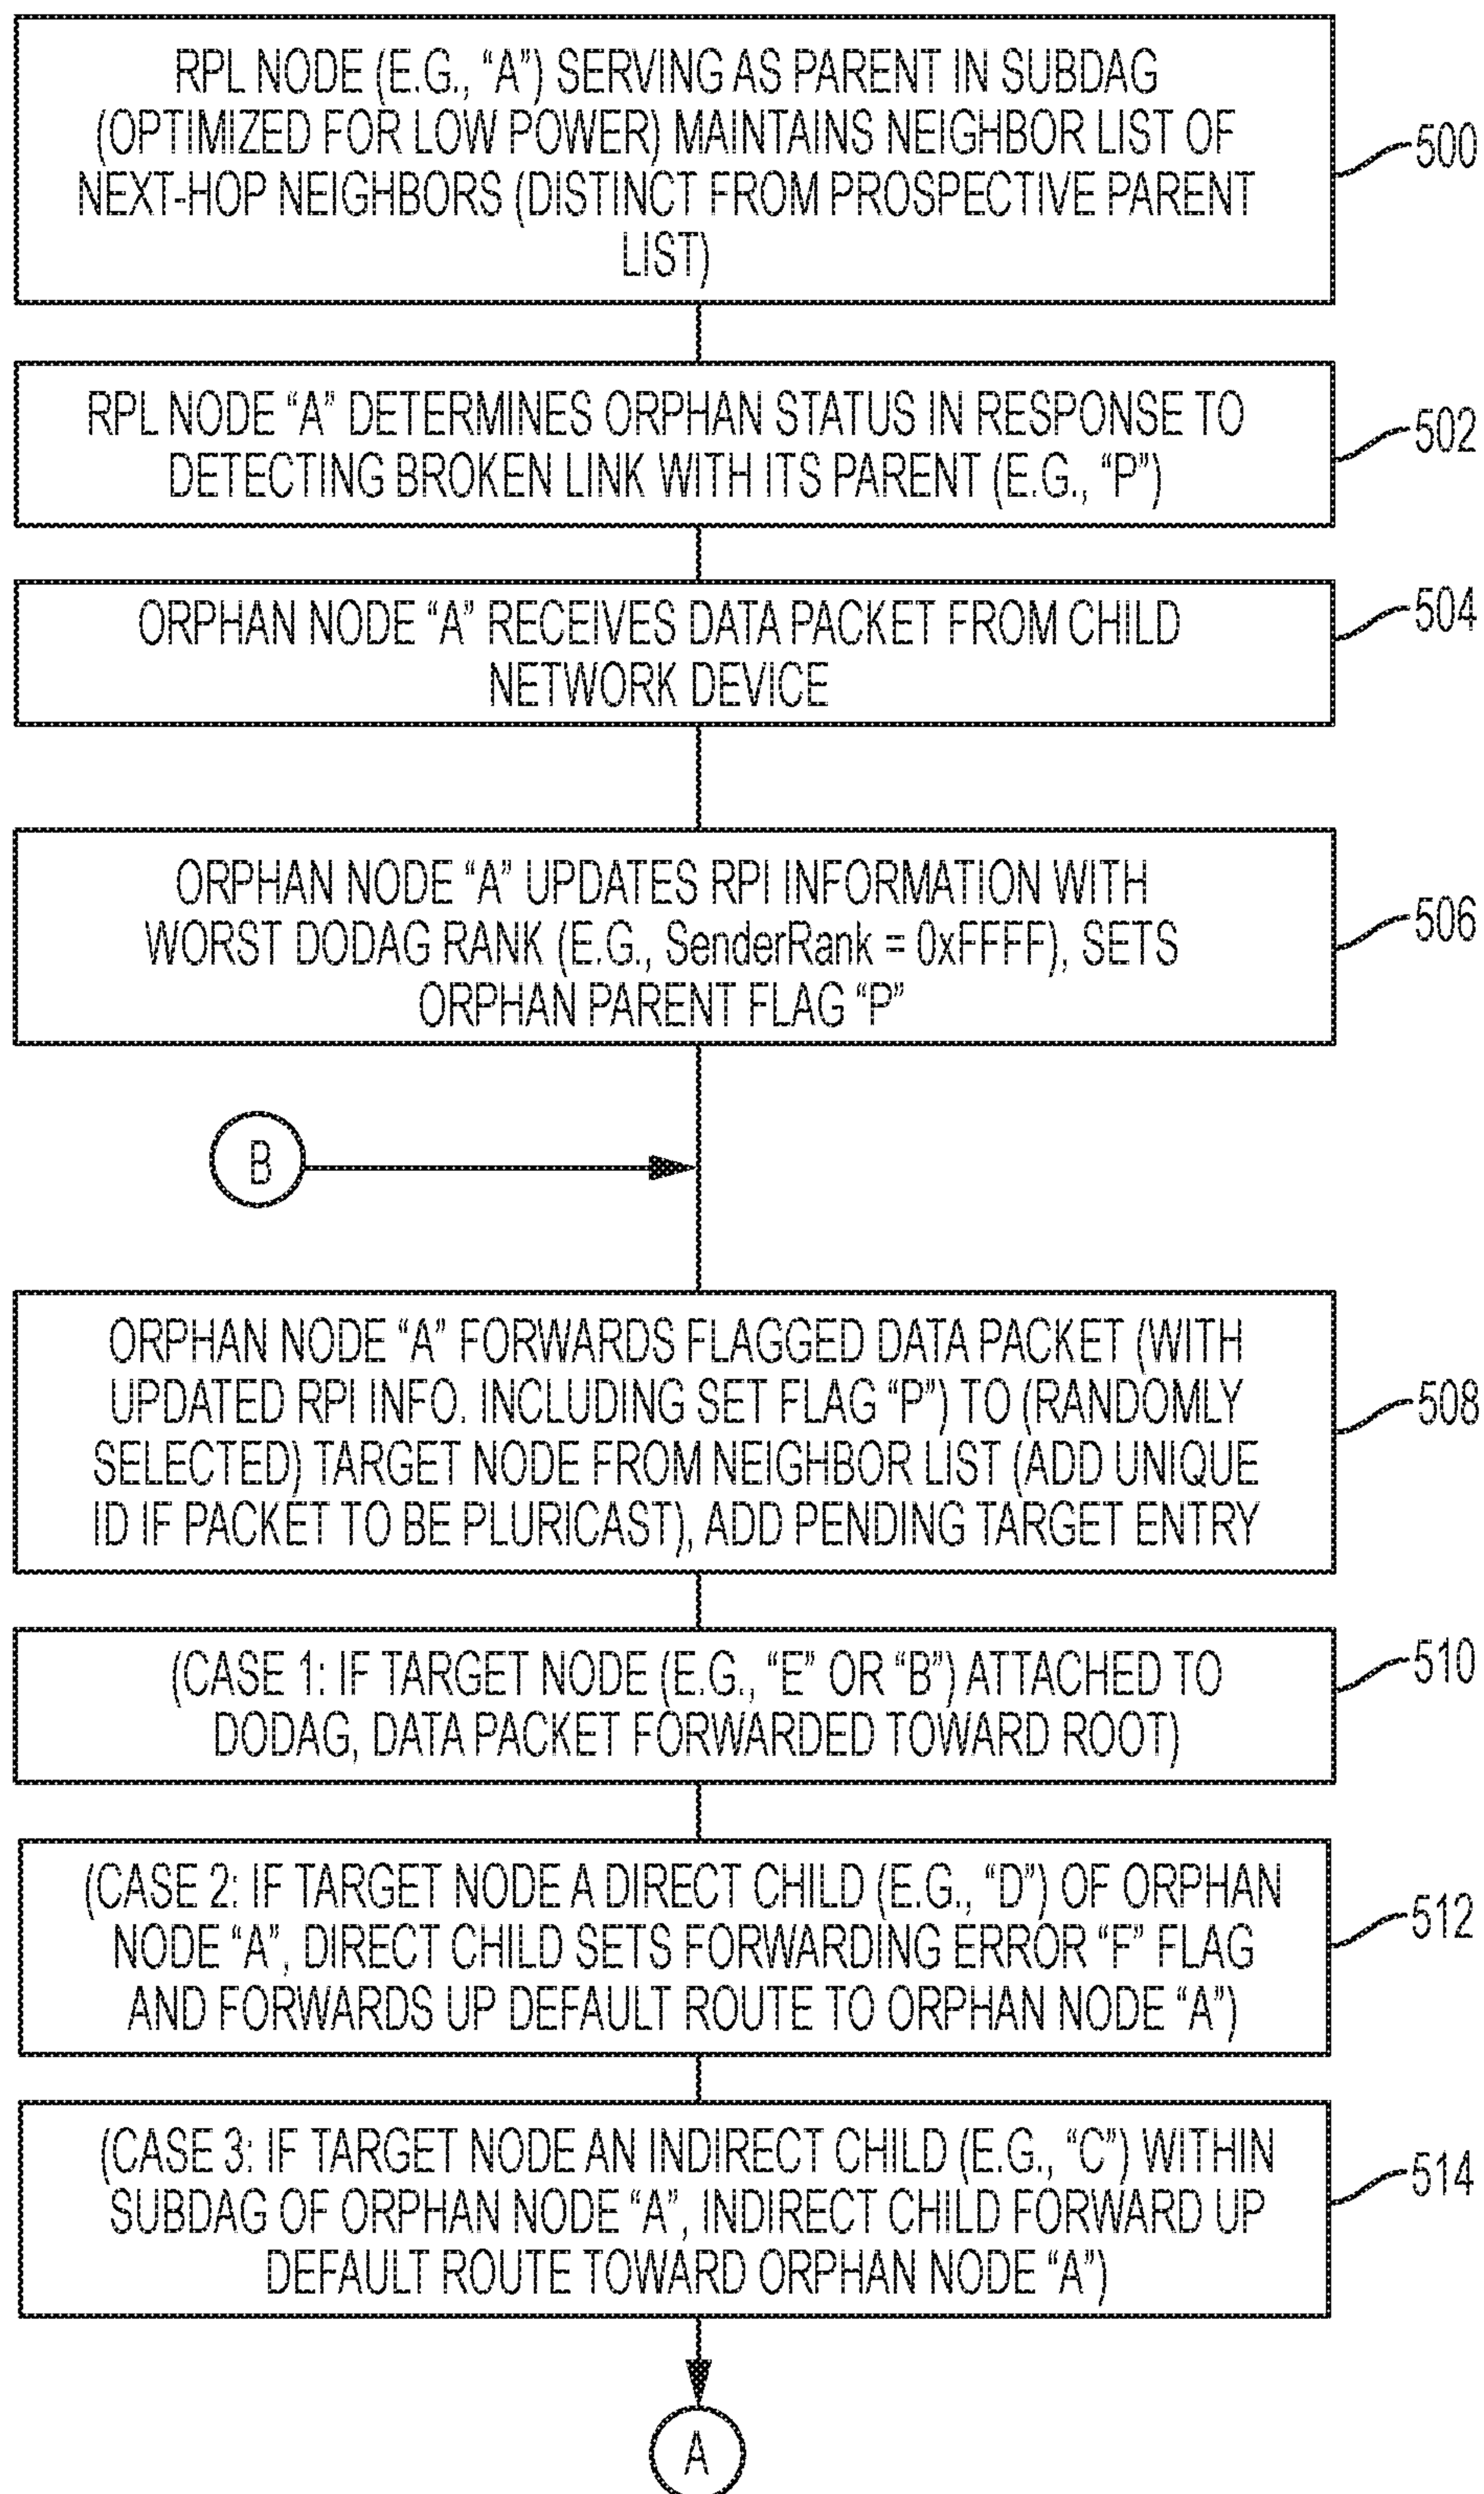 RPL NODE (E.G., “A”) SERVING AS PARENT IN SUBDAG
(OPTIMIZED FOR LOW POWER) MAINTAINS NEIGHBOR LIST OF
NEXT-HOP NEIGHBORS (DISTINCT FROM PROSPECTIVE PARENT
LIST)
500
RPL NODE “A” DETERMINES ORPHAN STATUS IN RESPONSE TO
DETECTING BROKEN LINK WITH ITS PARENT (E.G., “P”)
502
ORPHAN NODE “A” RECEIVES DATA PACKET FROM CHILD
NETWORK DEVICE
504
ORPHAN NODE “A” UPDATES RPI INFORMATION WITH
WORST DODAG RANK (E.G., SenderRank = 0xFFFF), SETS
ORPHAN PARENT FLAG “P”
506
B
ORPHAN NODE “A” FORWARDS FLAGGED DATA PACKET (WITH
UPDATED RPI INFO. INCLUDING SET FLAG “P”) TO (RANDOMLY
SELECTED) TARGET NODE FROM NEIGHBOR LIST (ADD UNIQUE
ID IF PACKET TO BE PLURICAST), ADD PENDING TARGET ENTRY
508
(CASE 1: IF TARGET NODE (E.G., “E” OR “B”) ATTACHED TO
DODAG, DATA PACKET FORWARDED TOWARD ROOT)
510
(CASE 2: IF TARGET NODE A DIRECT CHILD (E.G., “D”) OF ORPHAN
NODE “A”, DIRECT CHILD SETS FORWARDING ERROR “F” FLAG
AND FORWARDS UP DEFAULT ROUTE TO ORPHAN NODE “A”)
512
(CASE 3: IF TARGET NODE AN INDIRECT CHILD (E.G., “C”) WITHIN
SUBDAG OF ORPHAN NODE “A”, INDIRECT CHILD FORWARD UP
DEFAULT ROUTE TOWARD ORPHAN NODE “A”)
514
A